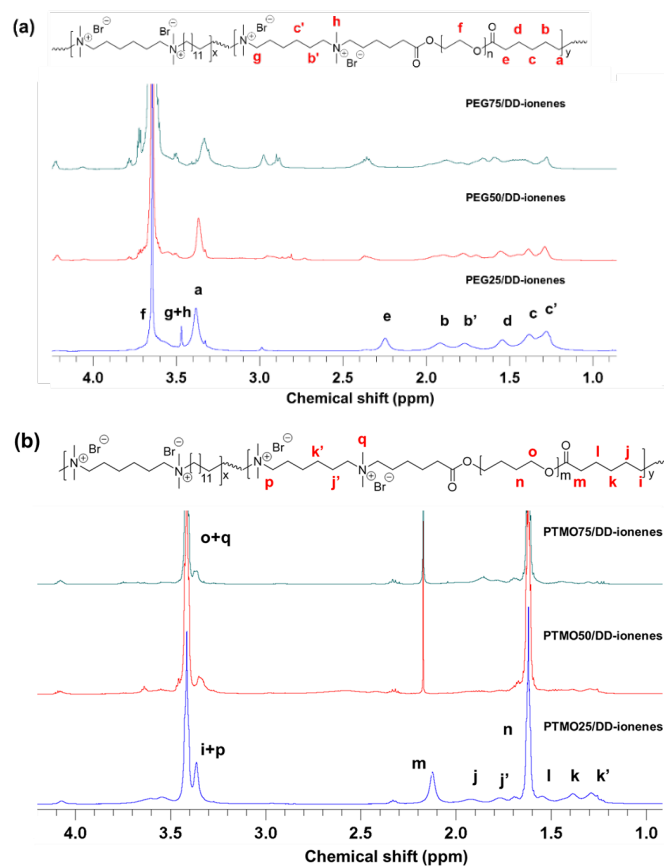 (a)
Br⊖ Br⊖ c' h f d b
N⊕ N⊕ 11 x N⊕ Br⊖ N⊕ Br⊖ O O n O y
g b' O e c a
PEG75/DD-ionenes
PEG50/DD-ionenes
PEG25/DD-ionenes
f g+h a e b b' d c c'
4.0 3.5 3.0 2.5 2.0 1.5 1.0
Chemical shift (ppm)
(b)
Br⊖ Br⊖ k' q o O l j
N⊕ N⊕ 11 x N⊕ Br⊖ N⊕ Br⊖ O O m y
p j' O n m k i
o+q
PTMO75/DD-ionenes
PTMO50/DD-ionenes
PTMO25/DD-ionenes
i+p m j j' n l k k'
4.0 3.5 3.0 2.5 2.0 1.5 1.0
Chemical shift (ppm)